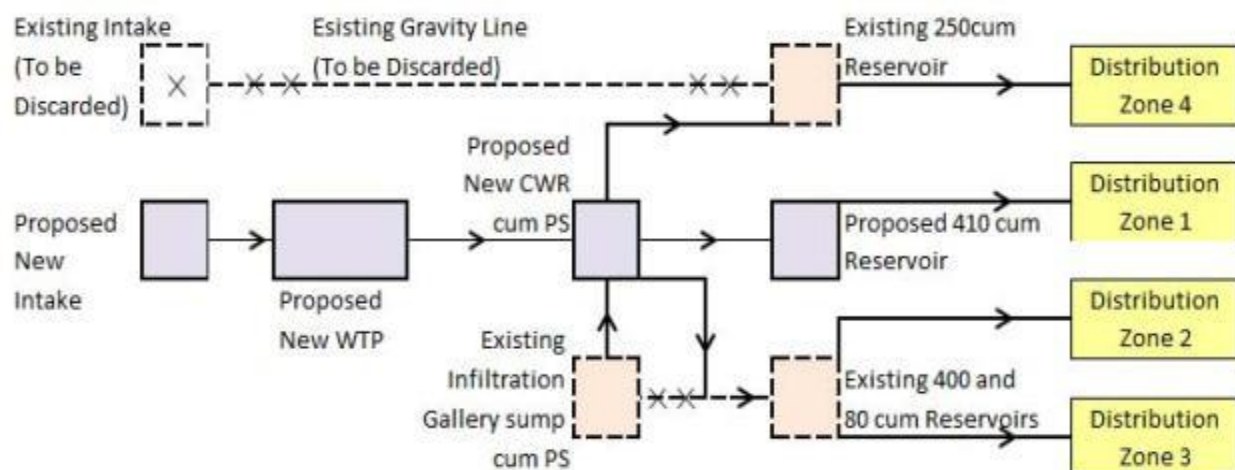 Existing Intake
(To be
Discarded)
Esisting Gravity Line
(To be Discarded)
Existing 250cum
Reservoir
Distribution
Zone 4
Proposed
New CWR
cum PS
Proposed
New
Intake
Proposed
New WTP
Proposed 410 cum
Reservoir
Distribution
Zone 1
Existing
Infiltration
Gallery sump
cum PS
Existing 400 and
80 cum Reservoirs
Distribution
Zone 2
Distribution
Zone 3